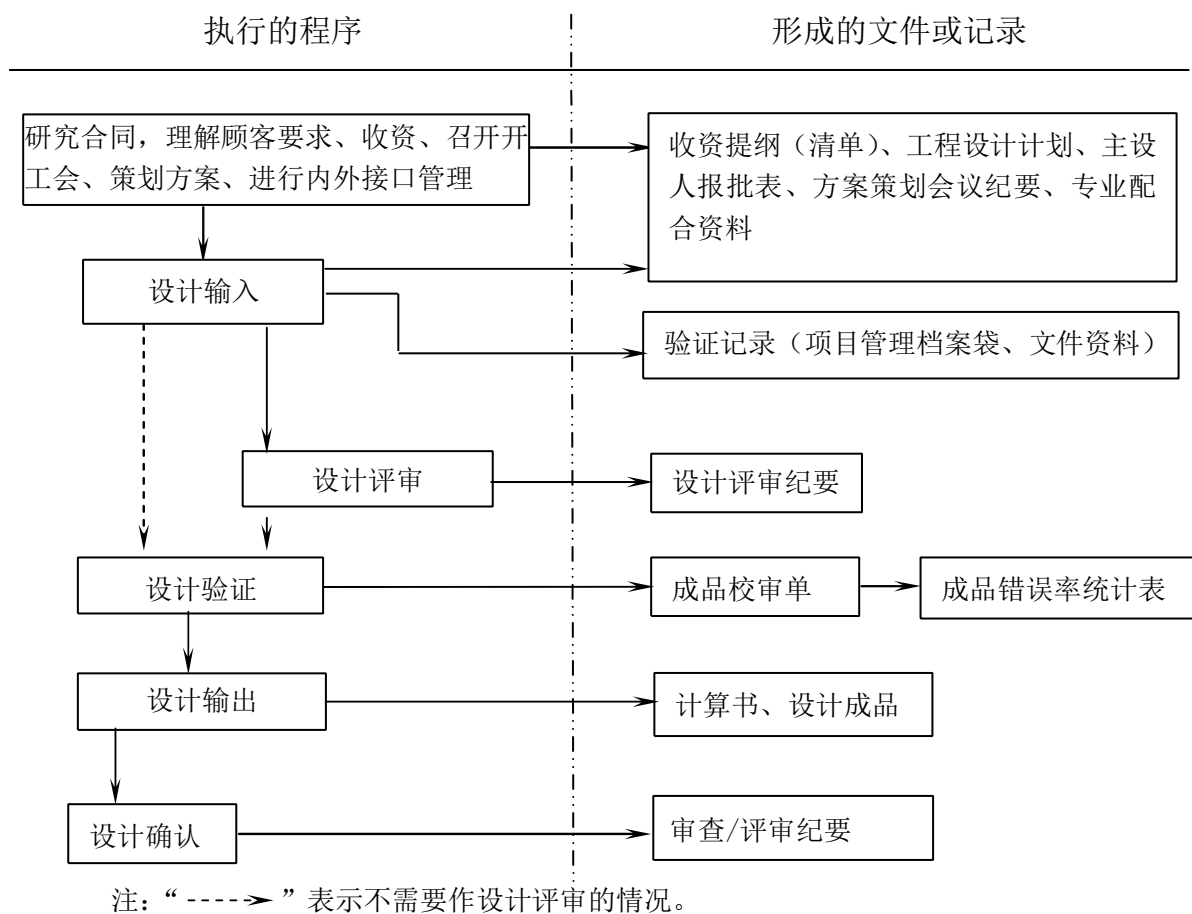 执行的程序
形成的文件或记录
研究合同，理解顾客要求、收资、召开开
工会、策划方案、进行内外接口管理
收资提纲（清单）、工程设计计划、主设
人报批表、方案策划会议纪要、专业配
合资料
设计输入
验证记录（项目管理档案袋、文件资料）
设计评审
设计评审纪要
设计验证
成品校审单
成品错误率统计表
设计输出
计算书、设计成品
设计确认
审查/评审纪要
注：“ -----➤ ”表示不需要作设计评审的情况。